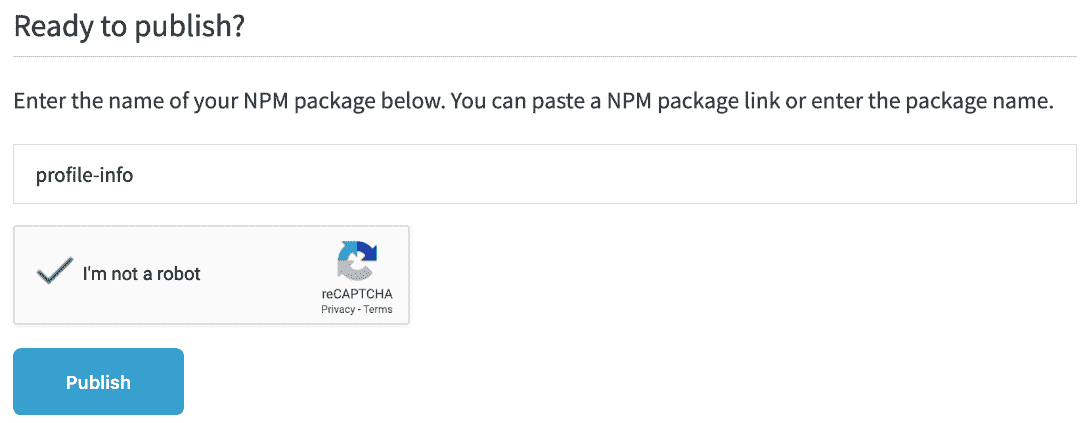 Ready to publish?
Enter the name of your NPM package below. You can paste a NPM package link or enter the package name.
profile-info
I'm not a robot
reCAPTCHA
Privacy - Terms
Publish